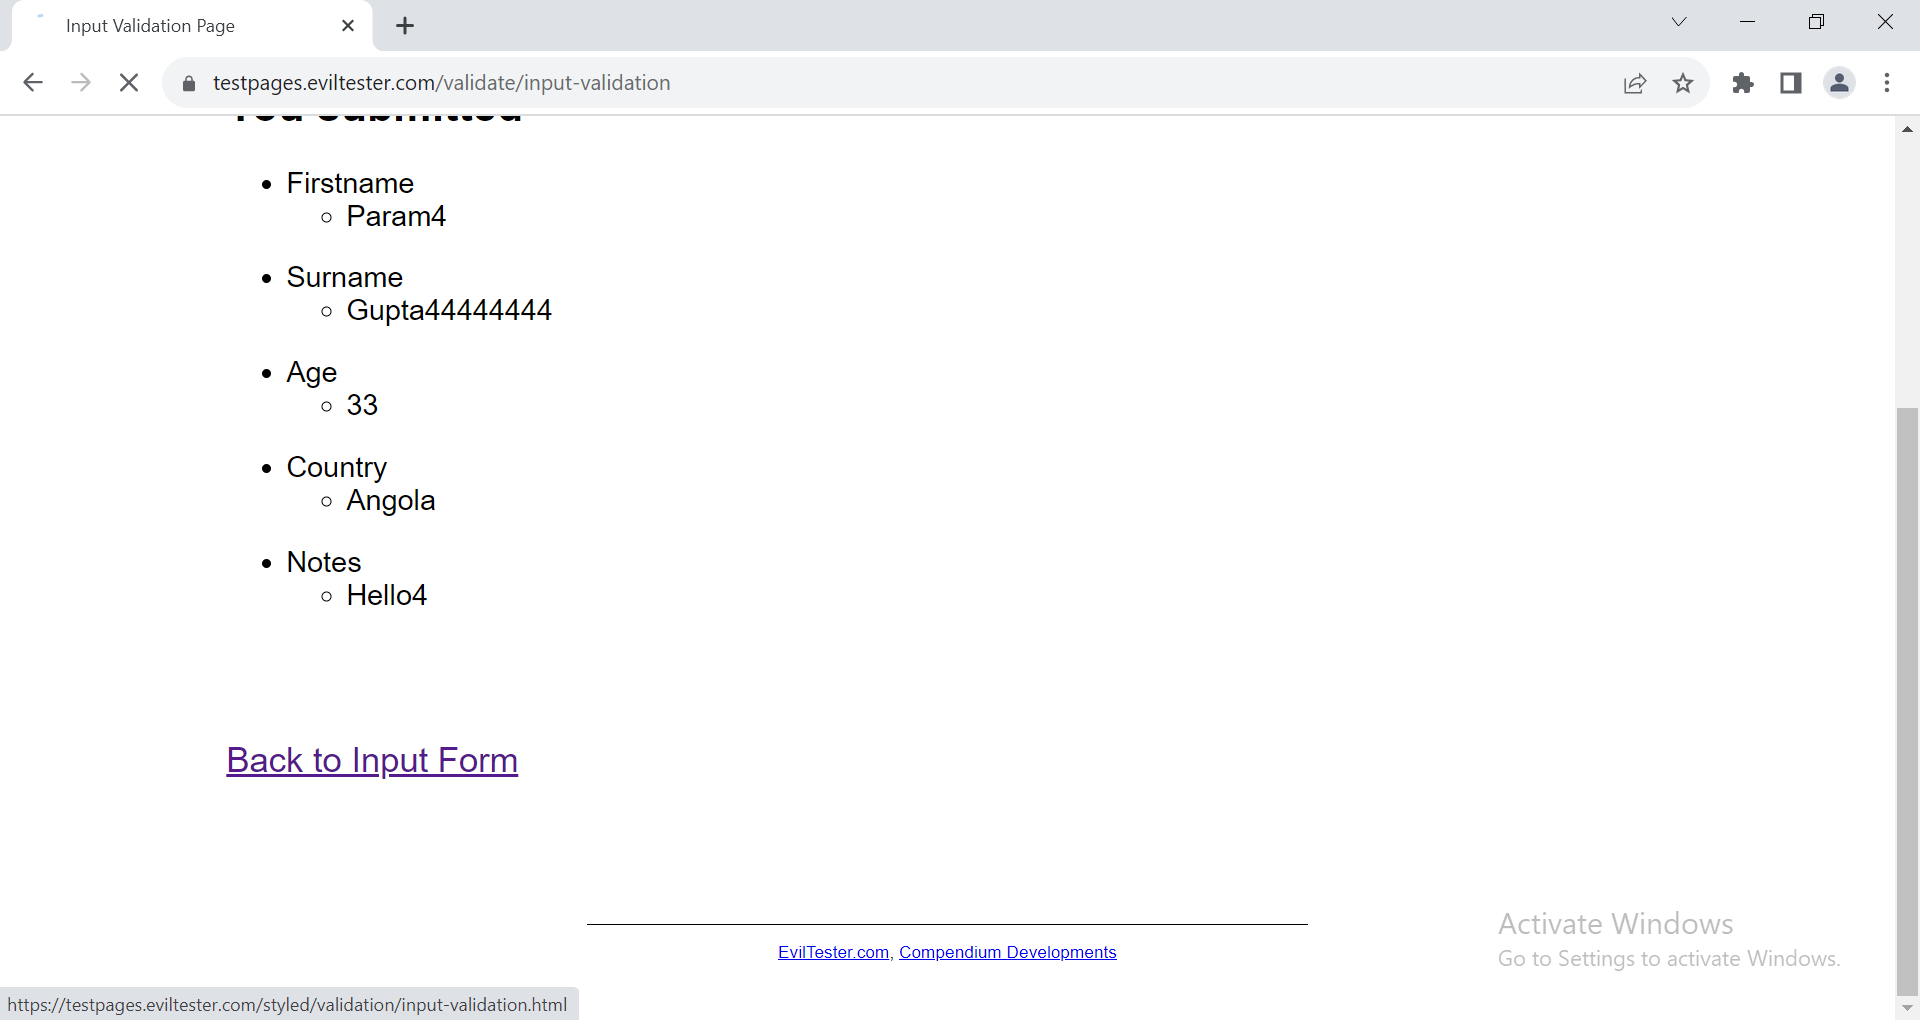 Input Validation Page
testpages.eviltester.com/validate/input-validation
You submitted
Firstname
Param4
Surname
Gupta44444444
Age
33
Country
Angola
Notes
Hello4
Back to Input Form
EvilTester.com, Compendium Developments
Activate Windows
Go to Settings to activate Windows.
https://testpages.eviltester.com/styled/validation/input-validation.html